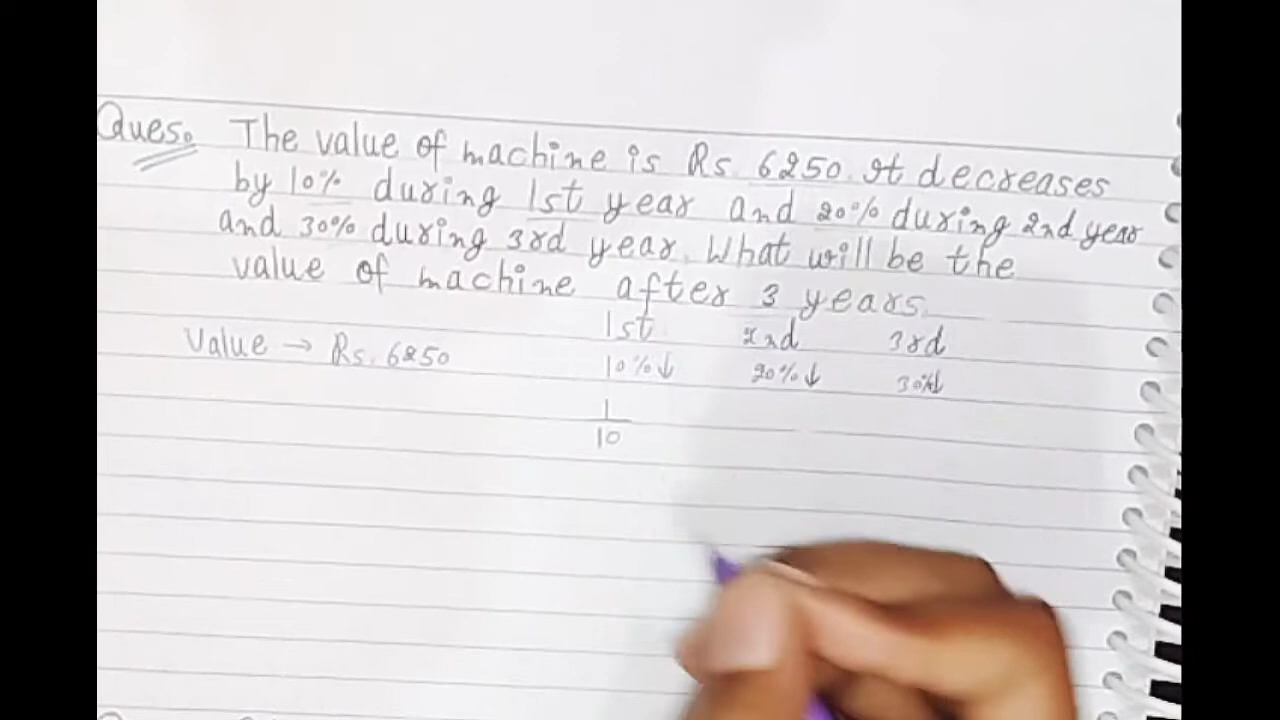 Ques. The value of machine is Rs. 6250. It decreases
by 10% during 1st year and 20% during 2nd year
and 30% during 3rd year. What will be the
value of machine after 3 years.
1st 2nd 3rd
Value → Rs. 6250 10%↓ 20%↓ 30%↓
1
10